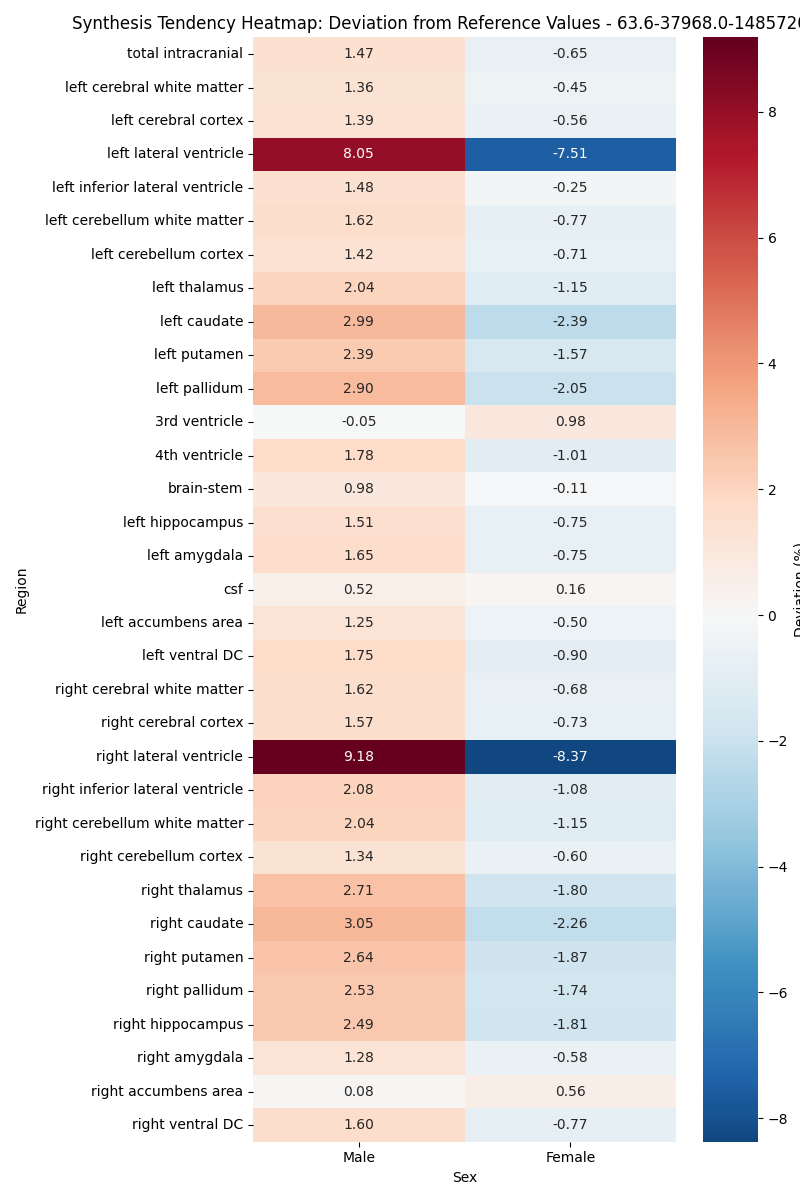 Synthesis Tendency Heatmap: Deviation from Reference Values - 63.6-37968.0-1485720
total intracranial 1.47 -0.65
left cerebral white matter 1.36 -0.45
left cerebral cortex 1.39 -0.56
left lateral ventricle 8.05 -7.51
left inferior lateral ventricle 1.48 -0.25
left cerebellum white matter 1.62 -0.77
left cerebellum cortex 1.42 -0.71
left thalamus 2.04 -1.15
left caudate 2.99 -2.39
left putamen 2.39 -1.57
left pallidum 2.90 -2.05
3rd ventricle -0.05 0.98
4th ventricle 1.78 -1.01
brain-stem 0.98 -0.11
left hippocampus 1.51 -0.75
left amygdala 1.65 -0.75
csf 0.52 0.16
left accumbens area 1.25 -0.50
left ventral DC 1.75 -0.90
right cerebral white matter 1.62 -0.68
right cerebral cortex 1.57 -0.73
right lateral ventricle 9.18 -8.37
right inferior lateral ventricle 2.08 -1.08
right cerebellum white matter 2.04 -1.15
right cerebellum cortex 1.34 -0.60
right thalamus 2.71 -1.80
right caudate 3.05 -2.26
right putamen 2.64 -1.87
right pallidum 2.53 -1.74
right hippocampus 2.49 -1.81
right amygdala 1.28 -0.58
right accumbens area 0.08 0.56
right ventral DC 1.60 -0.77
Male Female
Sex
Region
8
6
4
2
0
−2
−4
−6
−8
Deviation (%)